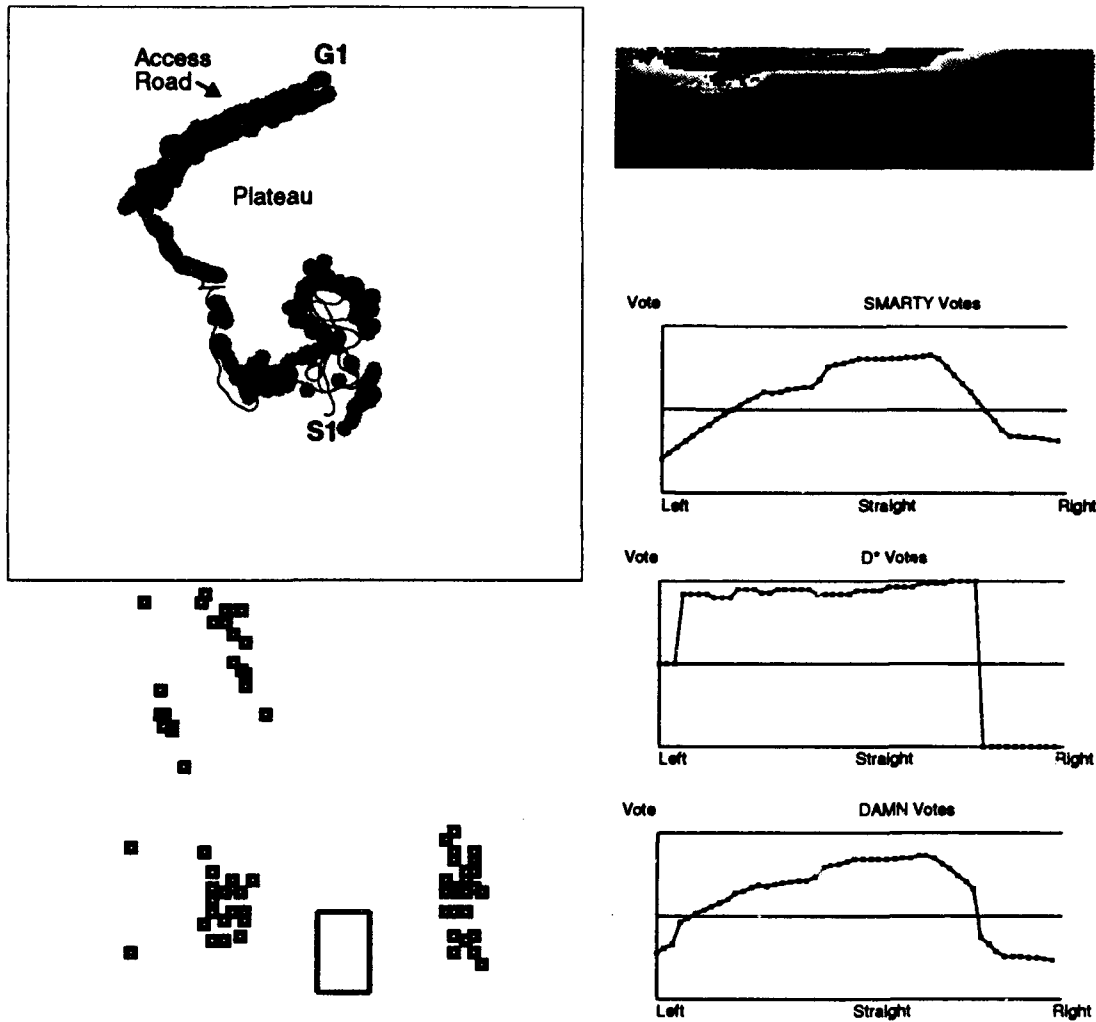 Access
Road
G1
Plateau
S1
Vote
SMARTY Votes
Left
Straight
Right
Vote
D* Votes
Left
Straight
Right
Vote
DAMN Votes
Left
Straight
Right